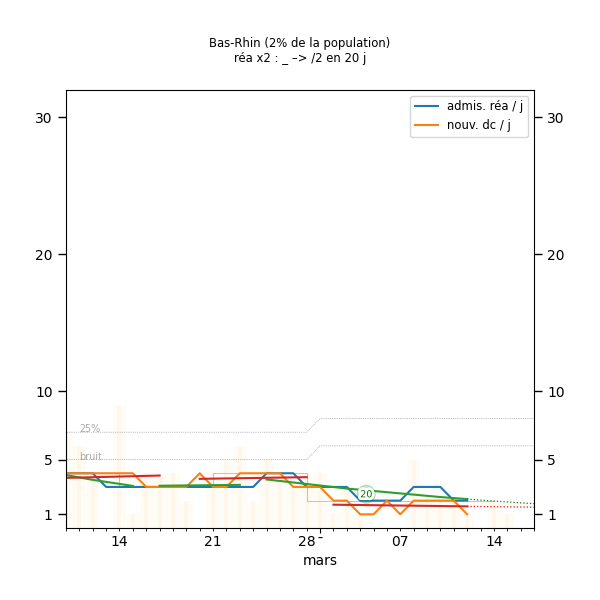 Bas-Rhin (2% de la population)
réa x2 : _ –> /2 en 20 j
admis. réa / j
nouv. dc / j
30
30
20
20
10
10
25%
bruit
5
5
20
1
1
14
21
28
07
14
mars